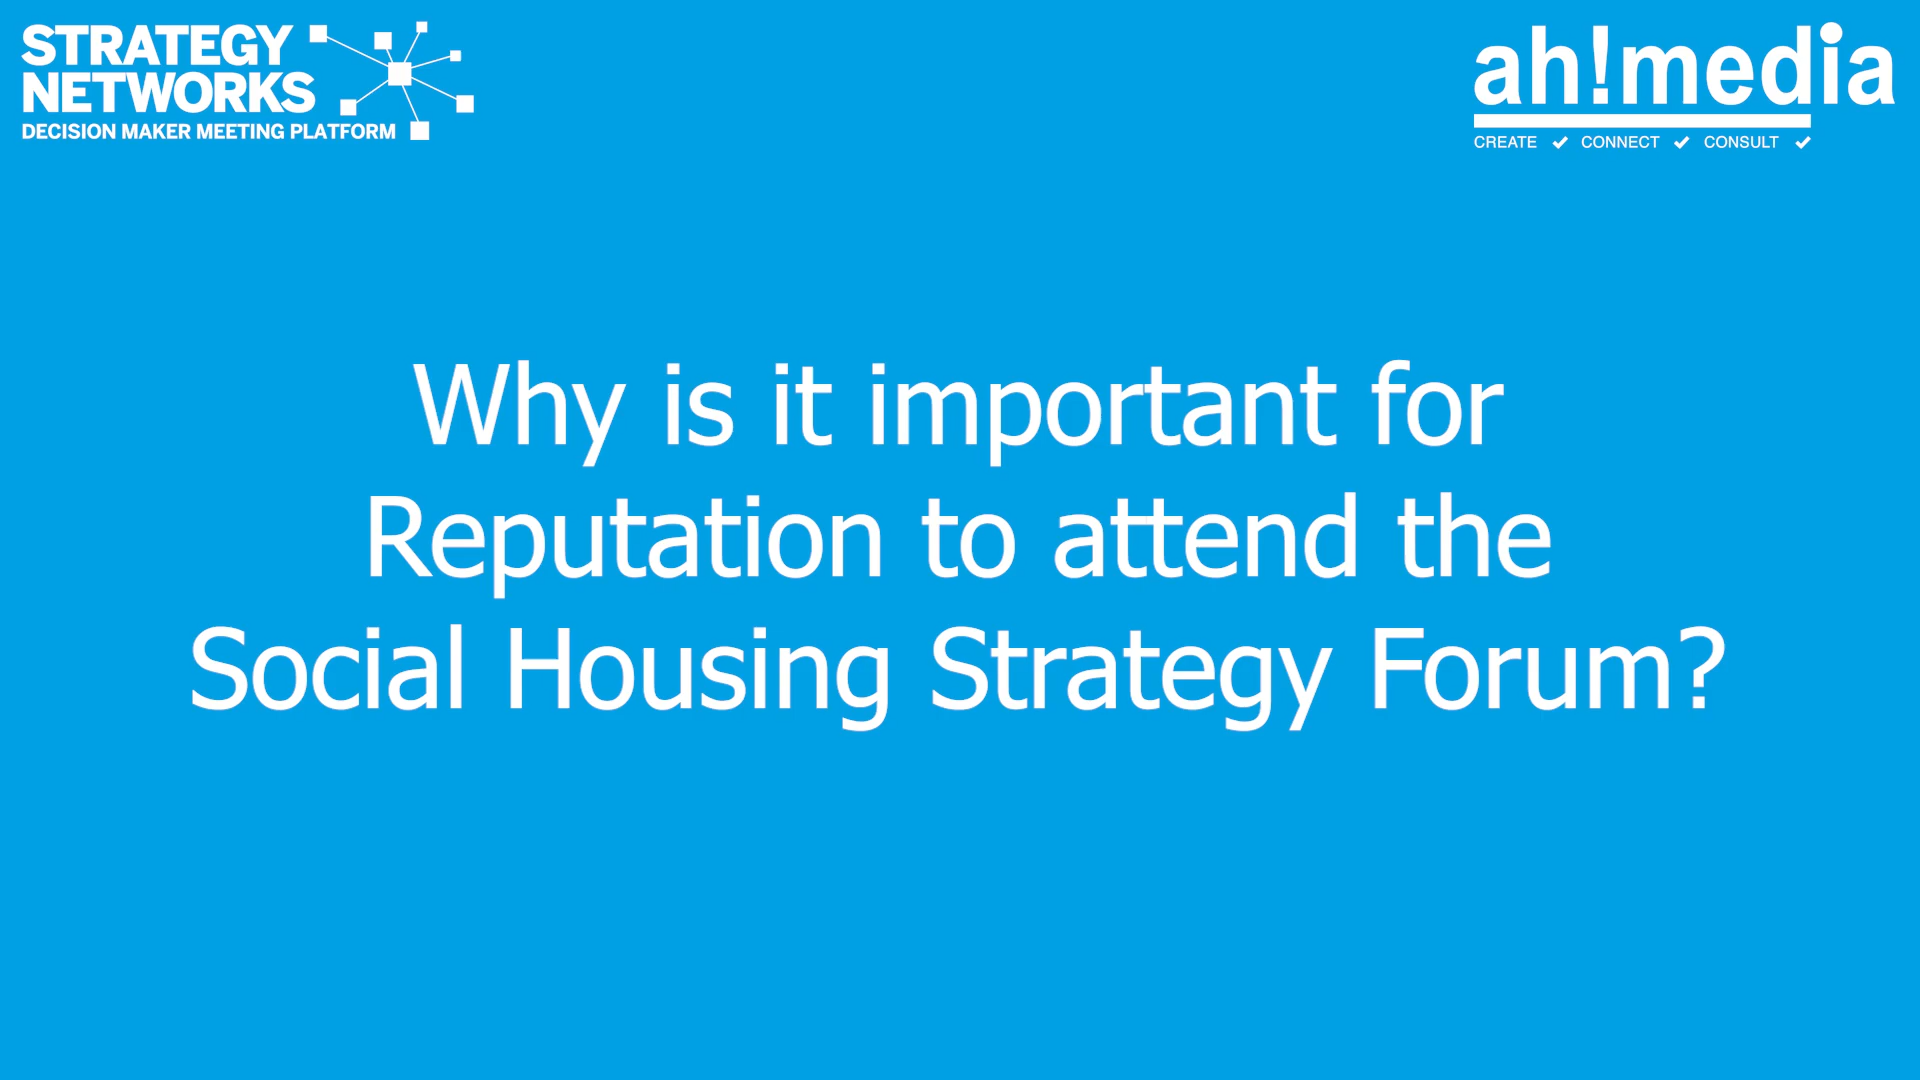 STRATEGY
NETWORKS
DECISION MAKER MEETING PLATFORM
ah!media
CREATE ✔ CONNECT ✔ CONSULT ✔
Why is it important for
Reputation to attend the
Social Housing Strategy Forum?